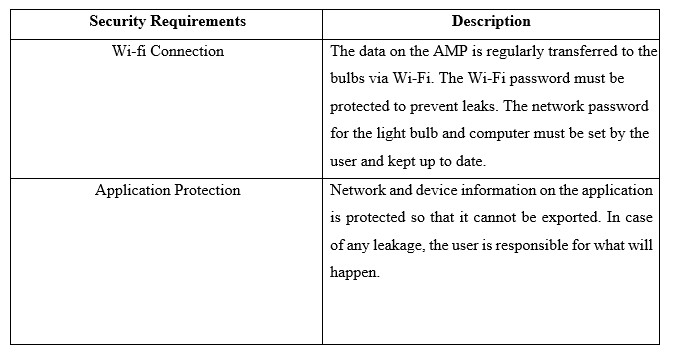 Security Requirements
Description
Wi-fi Connection
The data on the AMP is regularly transferred to the
bulbs via Wi-Fi. The Wi-Fi password must be
protected to prevent leaks. The network password
for the light bulb and computer must be set by the
user and kept up to date.
Application Protection
Network and device information on the application
is protected so that it cannot be exported. In case
of any leakage, the user is responsible for what will
happen.